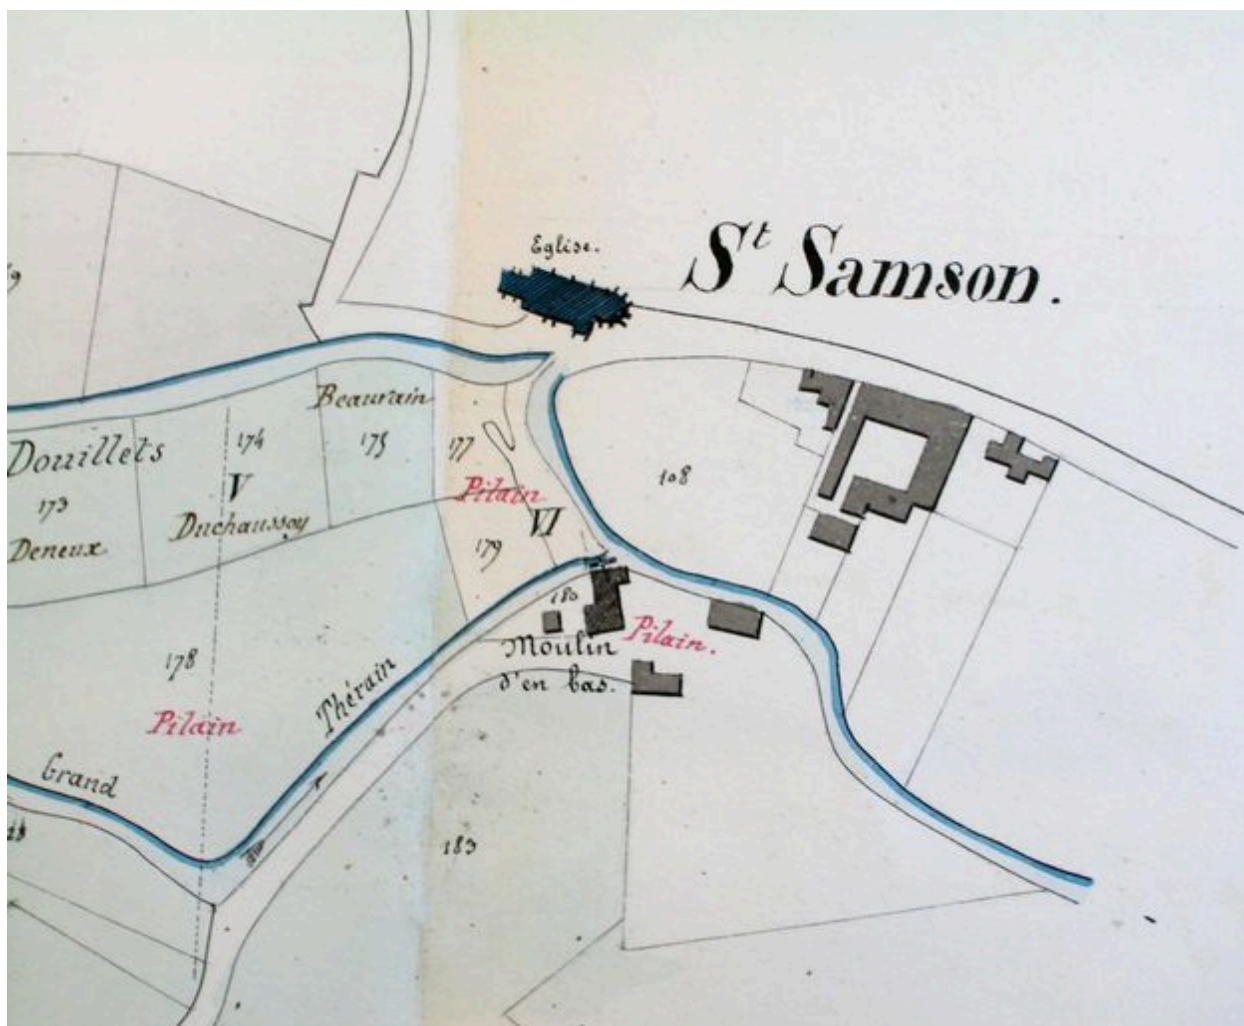 Eglise.
St Samson.
Beaurain
Douillets
174
175
177
108
173
V
Pilain
Deneux
Duchaussoy
VI
179
180
Moulin
Pilain.
d'en bas.
178
Thérain
Pilain
Grand
183